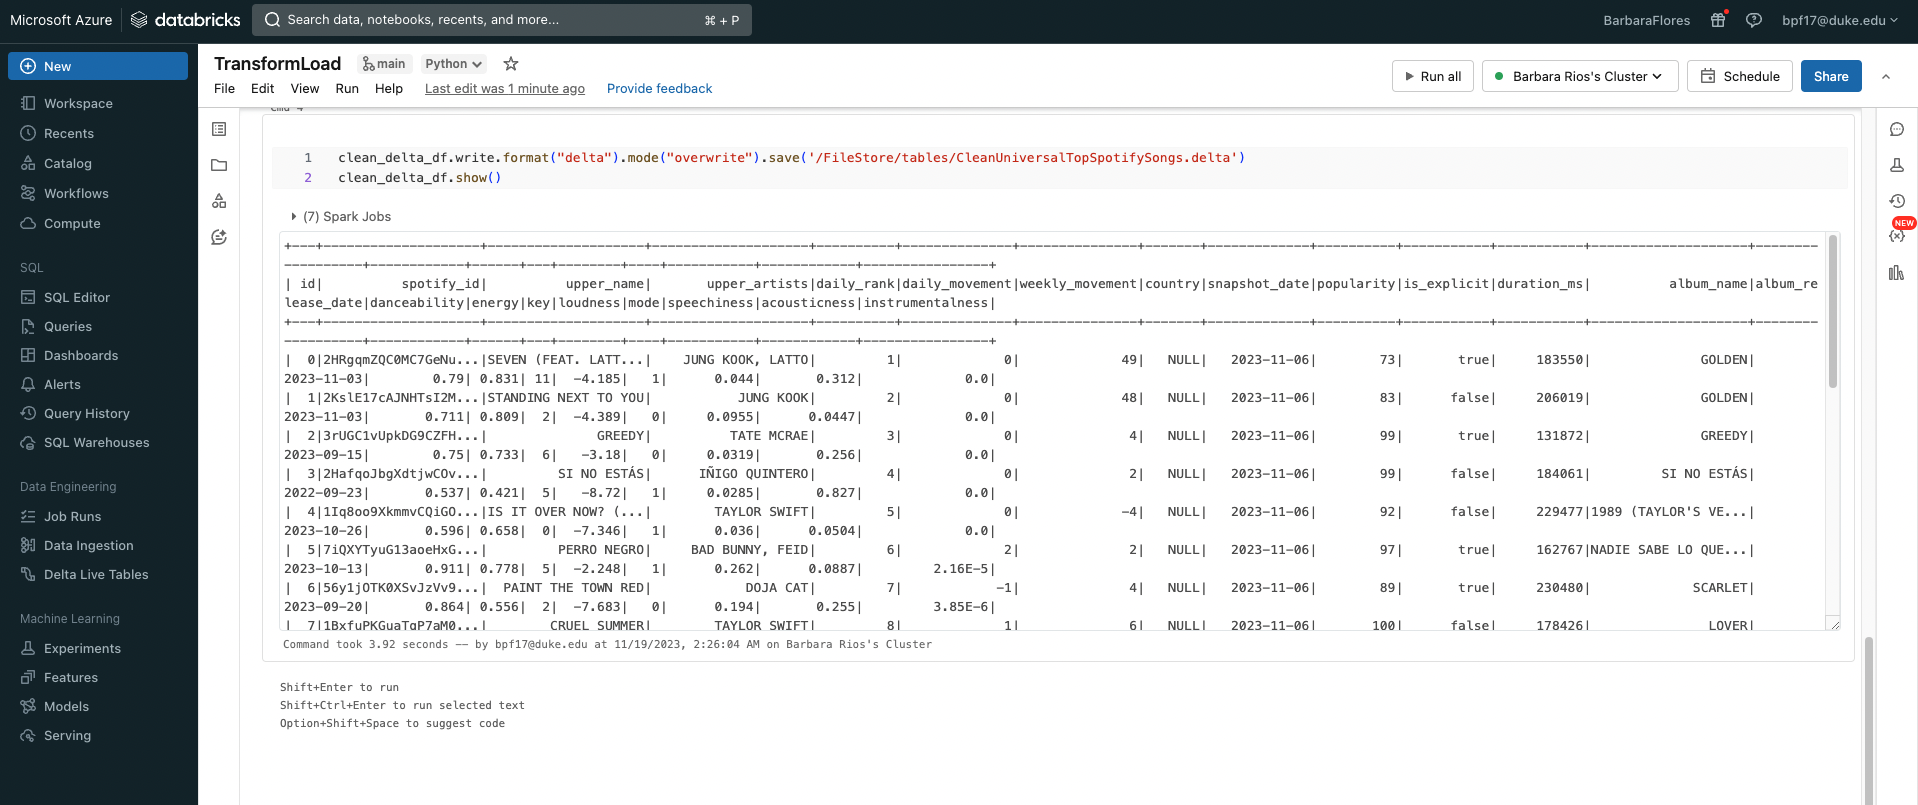 Microsoft Azure databricks Search data, notebooks, recents, and more... ⌘ + P BarbaraFlores bpf17@duke.edu
New
Workspace
Recents
Catalog
Workflows
Compute
SQL
SQL Editor
Queries
Dashboards
Alerts
Query History
SQL Warehouses
Data Engineering
Job Runs
Data Ingestion
Delta Live Tables
Machine Learning
Experiments
Features
Models
Serving
TransformLoad main Python
File Edit View Run Help Last edit was 1 minute ago Provide feedback
Run all Barbara Rios's Cluster Schedule Share
NEW
Cmd 4
1 clean_delta_df.write.format("delta").mode("overwrite").save('/FileStore/tables/CleanUniversalTopSpotifySongs.delta')
2 clean_delta_df.show()
(7) Spark Jobs
+---+--------------------+--------------------+--------------------+----------+--------------+---------------+-------+-------------+----------+-----------+-----------+--------------------+--------
----------+------------+------+---+--------+----+-----------+------------+----------------+
| id| spotify_id| upper_name| upper_artists|daily_rank|daily_movement|weekly_movement|country|snapshot_date|popularity|is_explicit|duration_ms| album_name|album_re
lease_date|danceability|energy|key|loudness|mode|speechiness|acousticness|instrumentalness|
+---+--------------------+--------------------+--------------------+----------+--------------+---------------+-------+-------------+----------+-----------+-----------+--------------------+--------
----------+------------+------+---+--------+----+-----------+------------+----------------+
| 0|2HRgqmZQC0MC7GeNu...|SEVEN (FEAT. LATT...| JUNG KOOK, LATTO| 1| 0| 49| NULL| 2023-11-06| 73| true| 183550| GOLDEN|
2023-11-03| 0.79| 0.831| 11| -4.185| 1| 0.044| 0.312| 0.0|
| 1|2KslE17cAJNHTsI2M...|STANDING NEXT TO YOU| JUNG KOOK| 2| 0| 48| NULL| 2023-11-06| 83| false| 206019| GOLDEN|
2023-11-03| 0.711| 0.809| 2| -4.389| 0| 0.0955| 0.0447| 0.0|
| 2|3rUGC1vUpkDG9CZFH...| GREEDY| TATE MCRAE| 3| 0| 4| NULL| 2023-11-06| 99| true| 131872| GREEDY|
2023-09-15| 0.75| 0.733| 6| -3.18| 0| 0.0319| 0.256| 0.0|
| 3|2HafqoJbgXdtjwCOv...| SI NO ESTÁS| IÑIGO QUINTERO| 4| 0| 2| NULL| 2023-11-06| 99| false| 184061| SI NO ESTÁS|
2022-09-23| 0.537| 0.421| 5| -8.72| 1| 0.0285| 0.827| 0.0|
| 4|1Iq8oo9XkmmvCQiGO...|IS IT OVER NOW? (...| TAYLOR SWIFT| 5| 0| -4| NULL| 2023-11-06| 92| false| 229477|1989 (TAYLOR'S VE...|
2023-10-26| 0.596| 0.658| 0| -7.346| 1| 0.036| 0.0504| 0.0|
| 5|7iQXYTyuG13aoeHxG...| PERRO NEGRO| BAD BUNNY, FEID| 6| 2| 2| NULL| 2023-11-06| 97| true| 162767|NADIE SABE LO QUE...|
2023-10-13| 0.911| 0.778| 5| -2.248| 1| 0.262| 0.0887| 2.16E-5|
| 6|56y1jOTK0XSvJzVv9...| PAINT THE TOWN RED| DOJA CAT| 7| -1| 4| NULL| 2023-11-06| 89| true| 230480| SCARLET|
2023-09-20| 0.864| 0.556| 2| -7.683| 0| 0.194| 0.255| 3.85E-6|
| 7|1BxfuPKGuaTgP7aM0...| CRUEL SUMMER| TAYLOR SWIFT| 8| 1| 6| NULL| 2023-11-06| 100| false| 178426| LOVER|
Command took 3.92 seconds -- by bpf17@duke.edu at 11/19/2023, 2:26:04 AM on Barbara Rios's Cluster
Shift+Enter to run
Shift+Ctrl+Enter to run selected text
Option+Shift+Space to suggest code